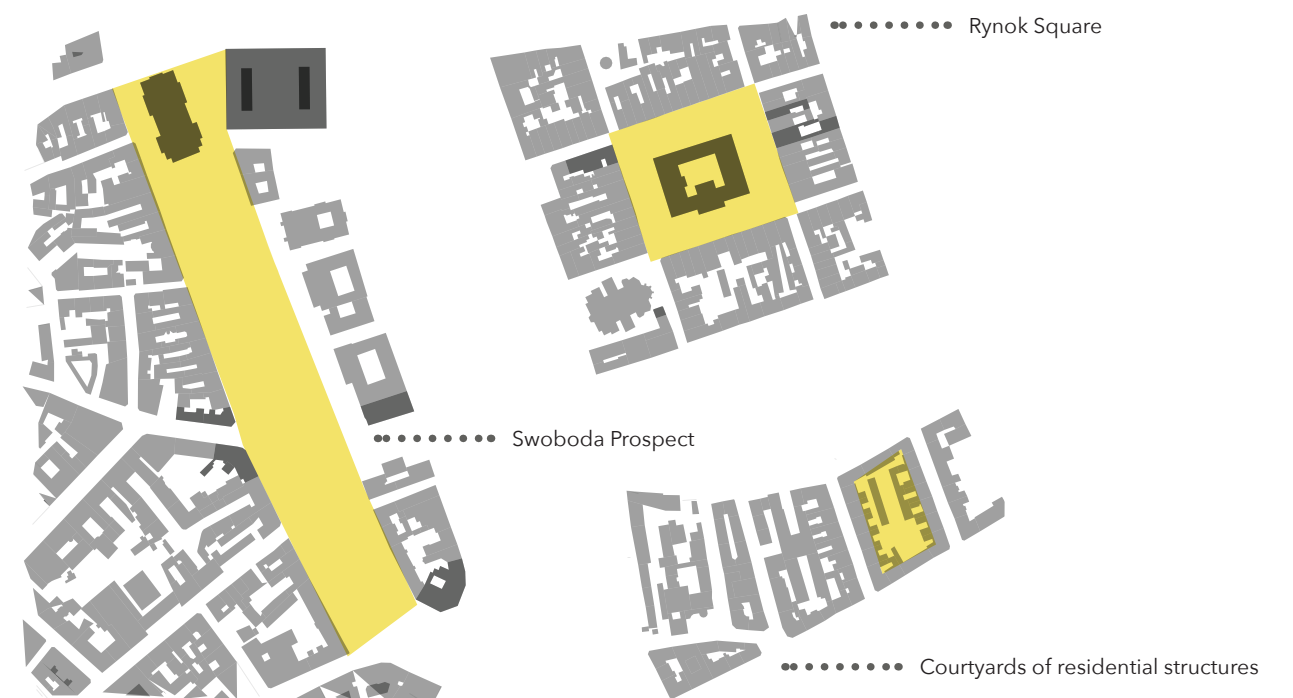 Rynok Square
Swoboda Prospect
Courtyards of residential structures